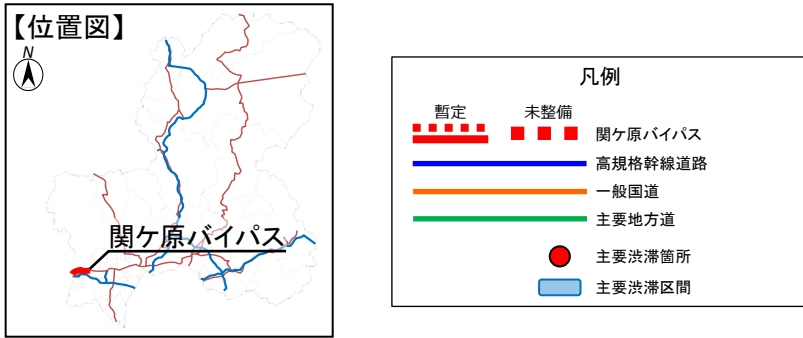 【位置図】
N
関ケ原バイパス
凡例
暫定 未整備
関ケ原バイパス
高規格幹線道路
一般国道
主要地方道
主要渋滞箇所
主要渋滞区間